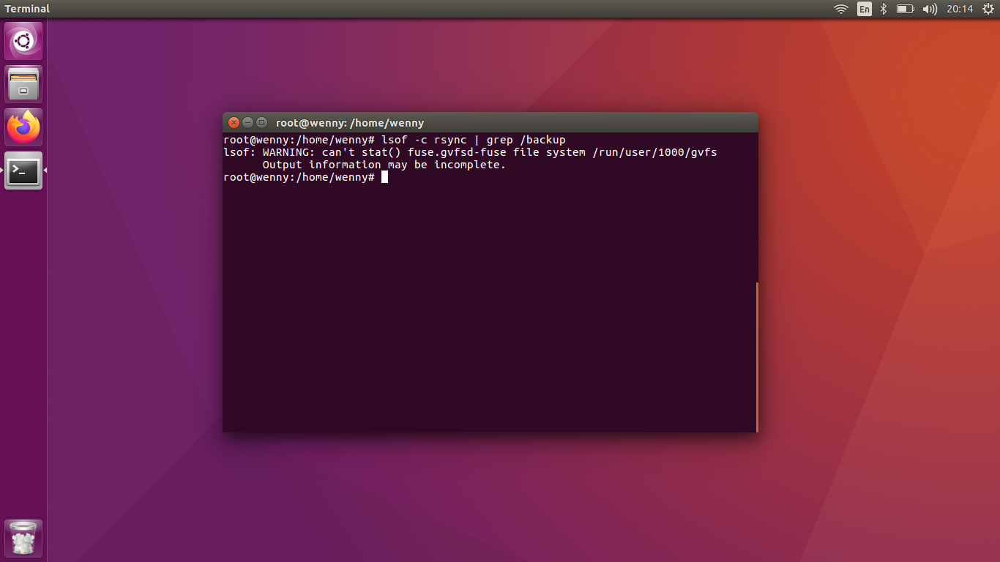 Terminal
En
20:14
root@wenny: /home/wenny
root@wenny:/home/wenny# lsof -c rsync | grep /backup
lsof: WARNING: can't stat() fuse.gvfsd-fuse file system /run/user/1000/gvfs
      Output information may be incomplete.
root@wenny:/home/wenny#